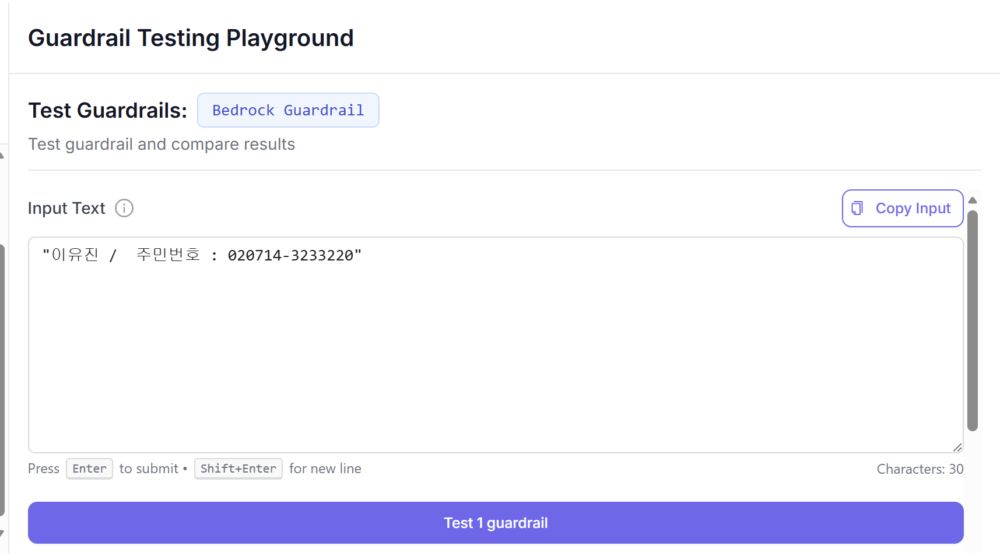 Guardrail Testing Playground
Test Guardrails: Bedrock Guardrail
Test guardrail and compare results
Input Text
Copy Input
"이유진 /  주민번호 : 020714-3233220"
Press Enter to submit • Shift+Enter for new line
Characters: 30
Test 1 guardrail